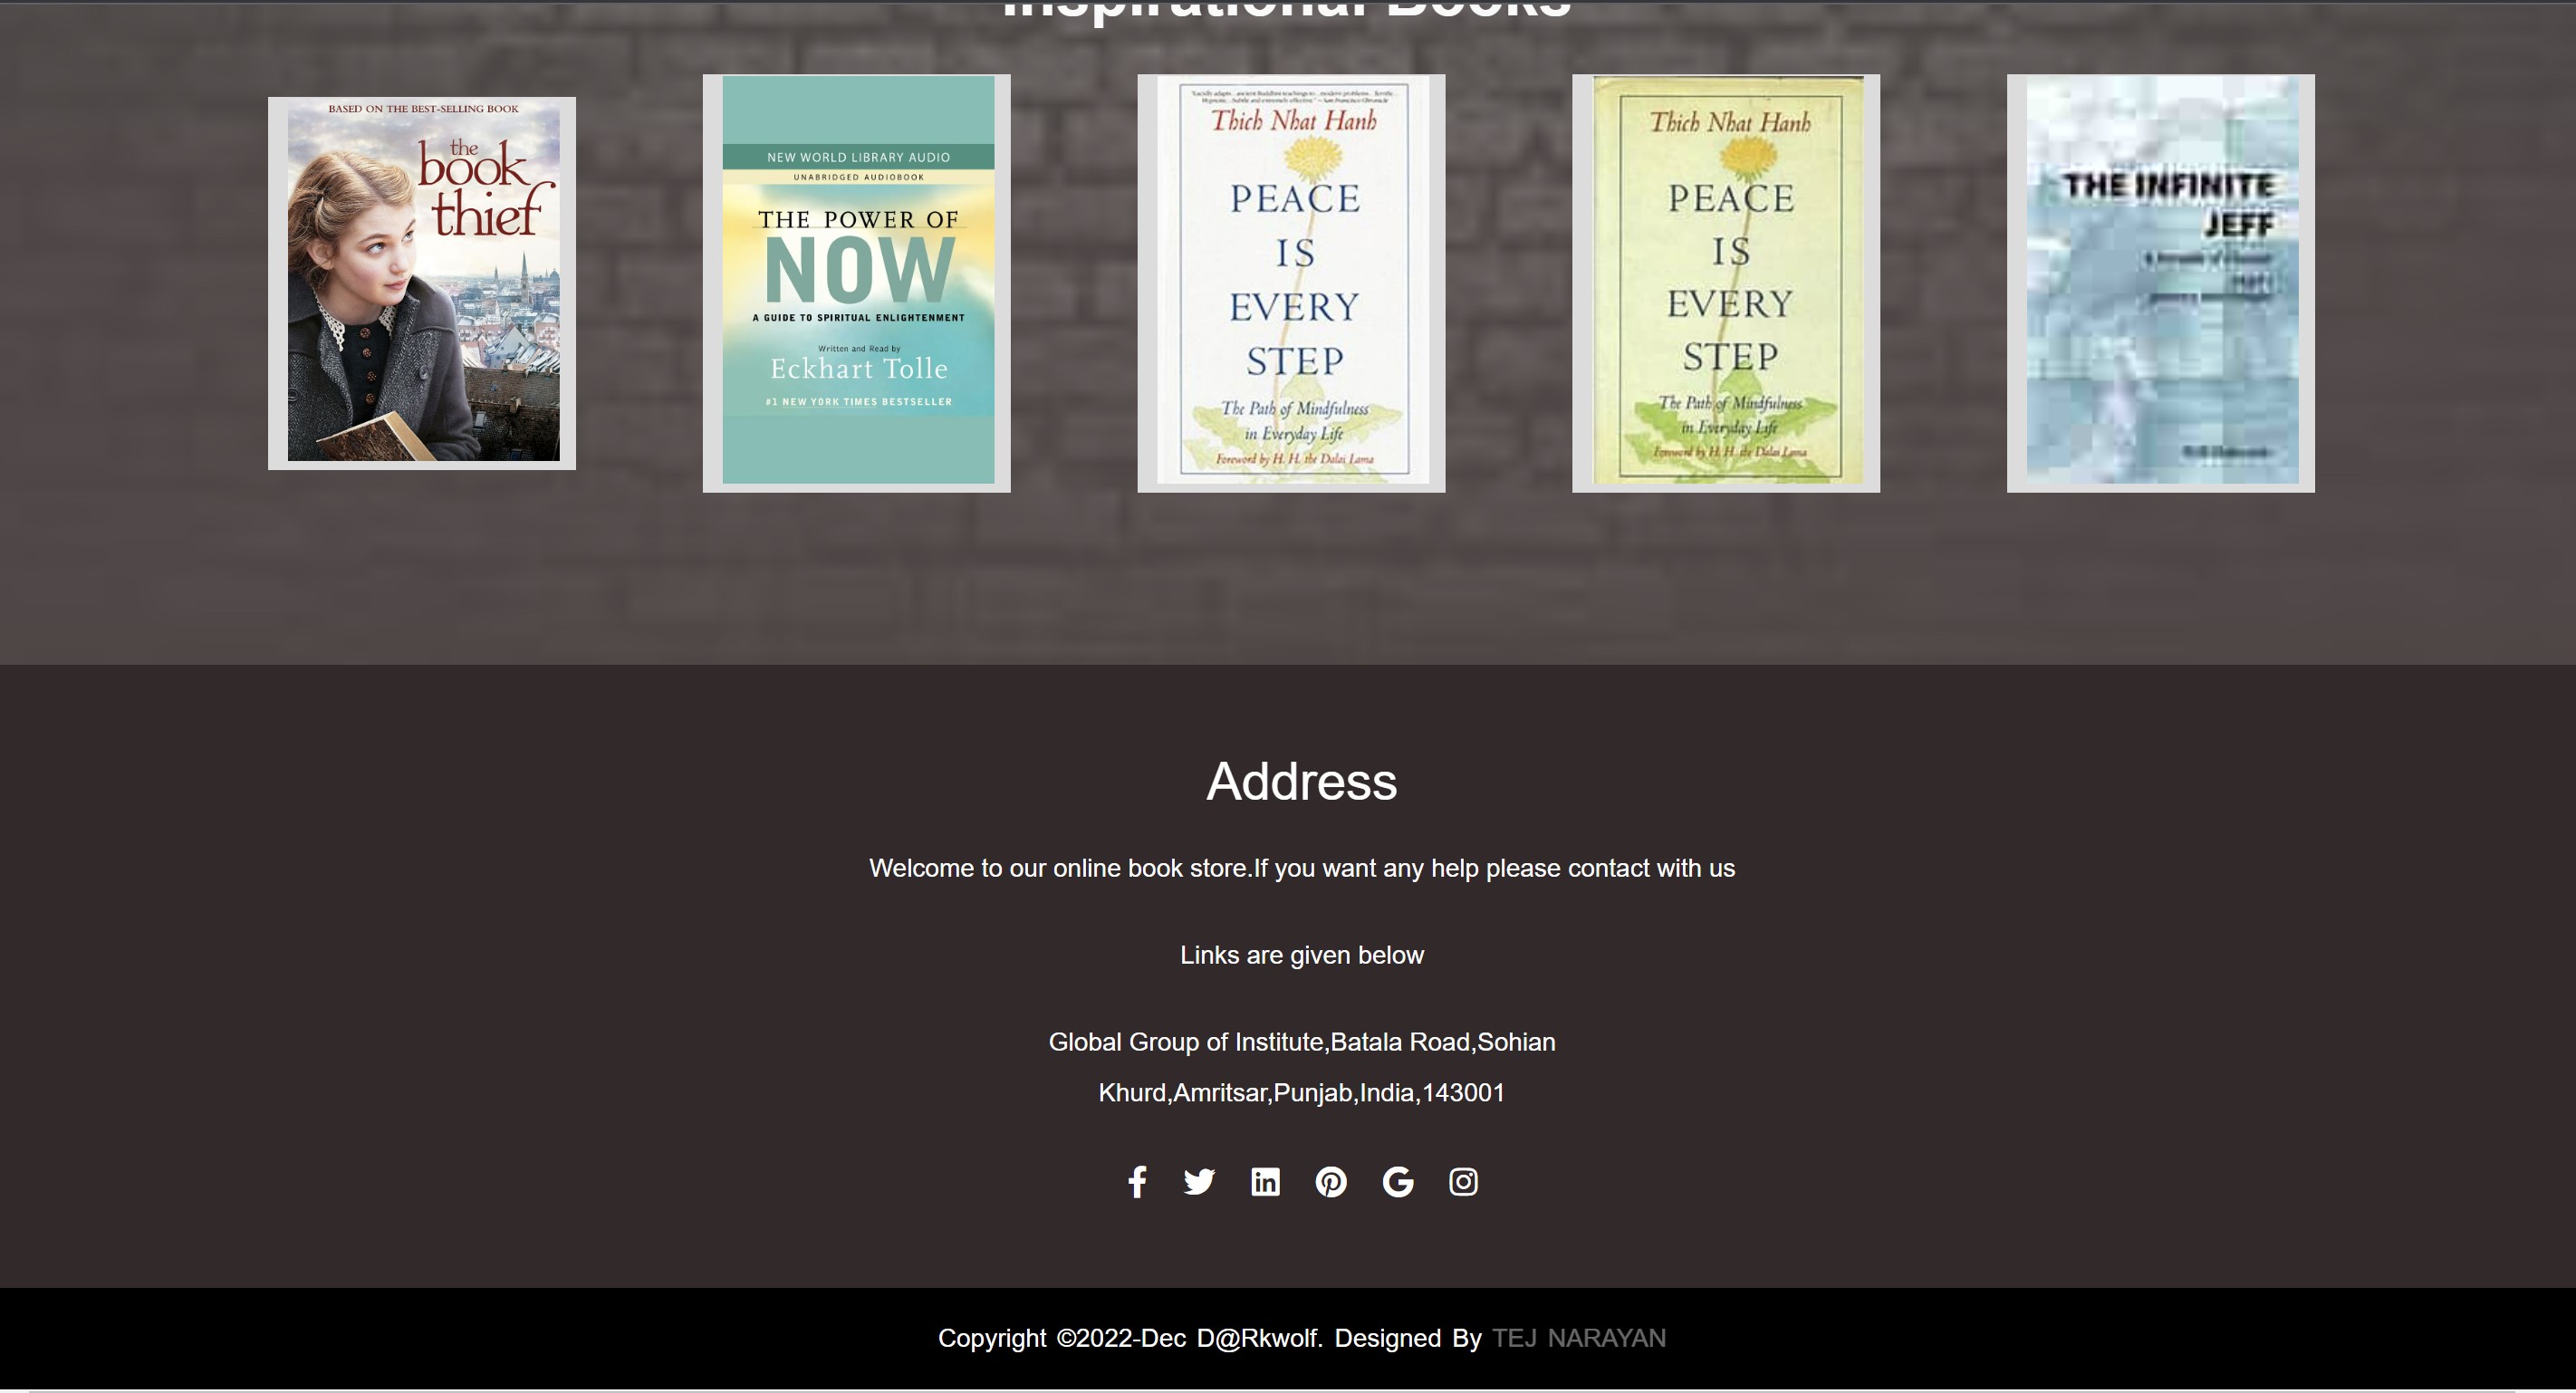 Inspirational Books
BASED ON THE BEST-SELLING BOOK
the
book
thief
NEW WORLD LIBRARY AUDIO
UNABRIDGED AUDIOBOOK
THE POWER OF
NOW
A GUIDE TO SPIRITUAL ENLIGHTENMENT
Written and Read by
Eckhart Tolle
#1 NEW YORK TIMES BESTSELLER
Thich Nhat Hanh
PEACE
IS
EVERY
STEP
The Path of Mindfulness
in Everyday Life
Foreword by H. H. the Dalai Lama
Thich Nhat Hanh
PEACE
IS
EVERY
STEP
The Path of Mindfulness
in Everyday Life
Foreword by H. H. the Dalai Lama
THE INFINITE
JEFF
Address
Welcome to our online book store.If you want any help please contact with us
Links are given below
Global Group of Institute,Batala Road,Sohian
Khurd,Amritsar,Punjab,India,143001
Copyright ©2022-Dec D@Rkwolf. Designed By TEJ NARAYAN